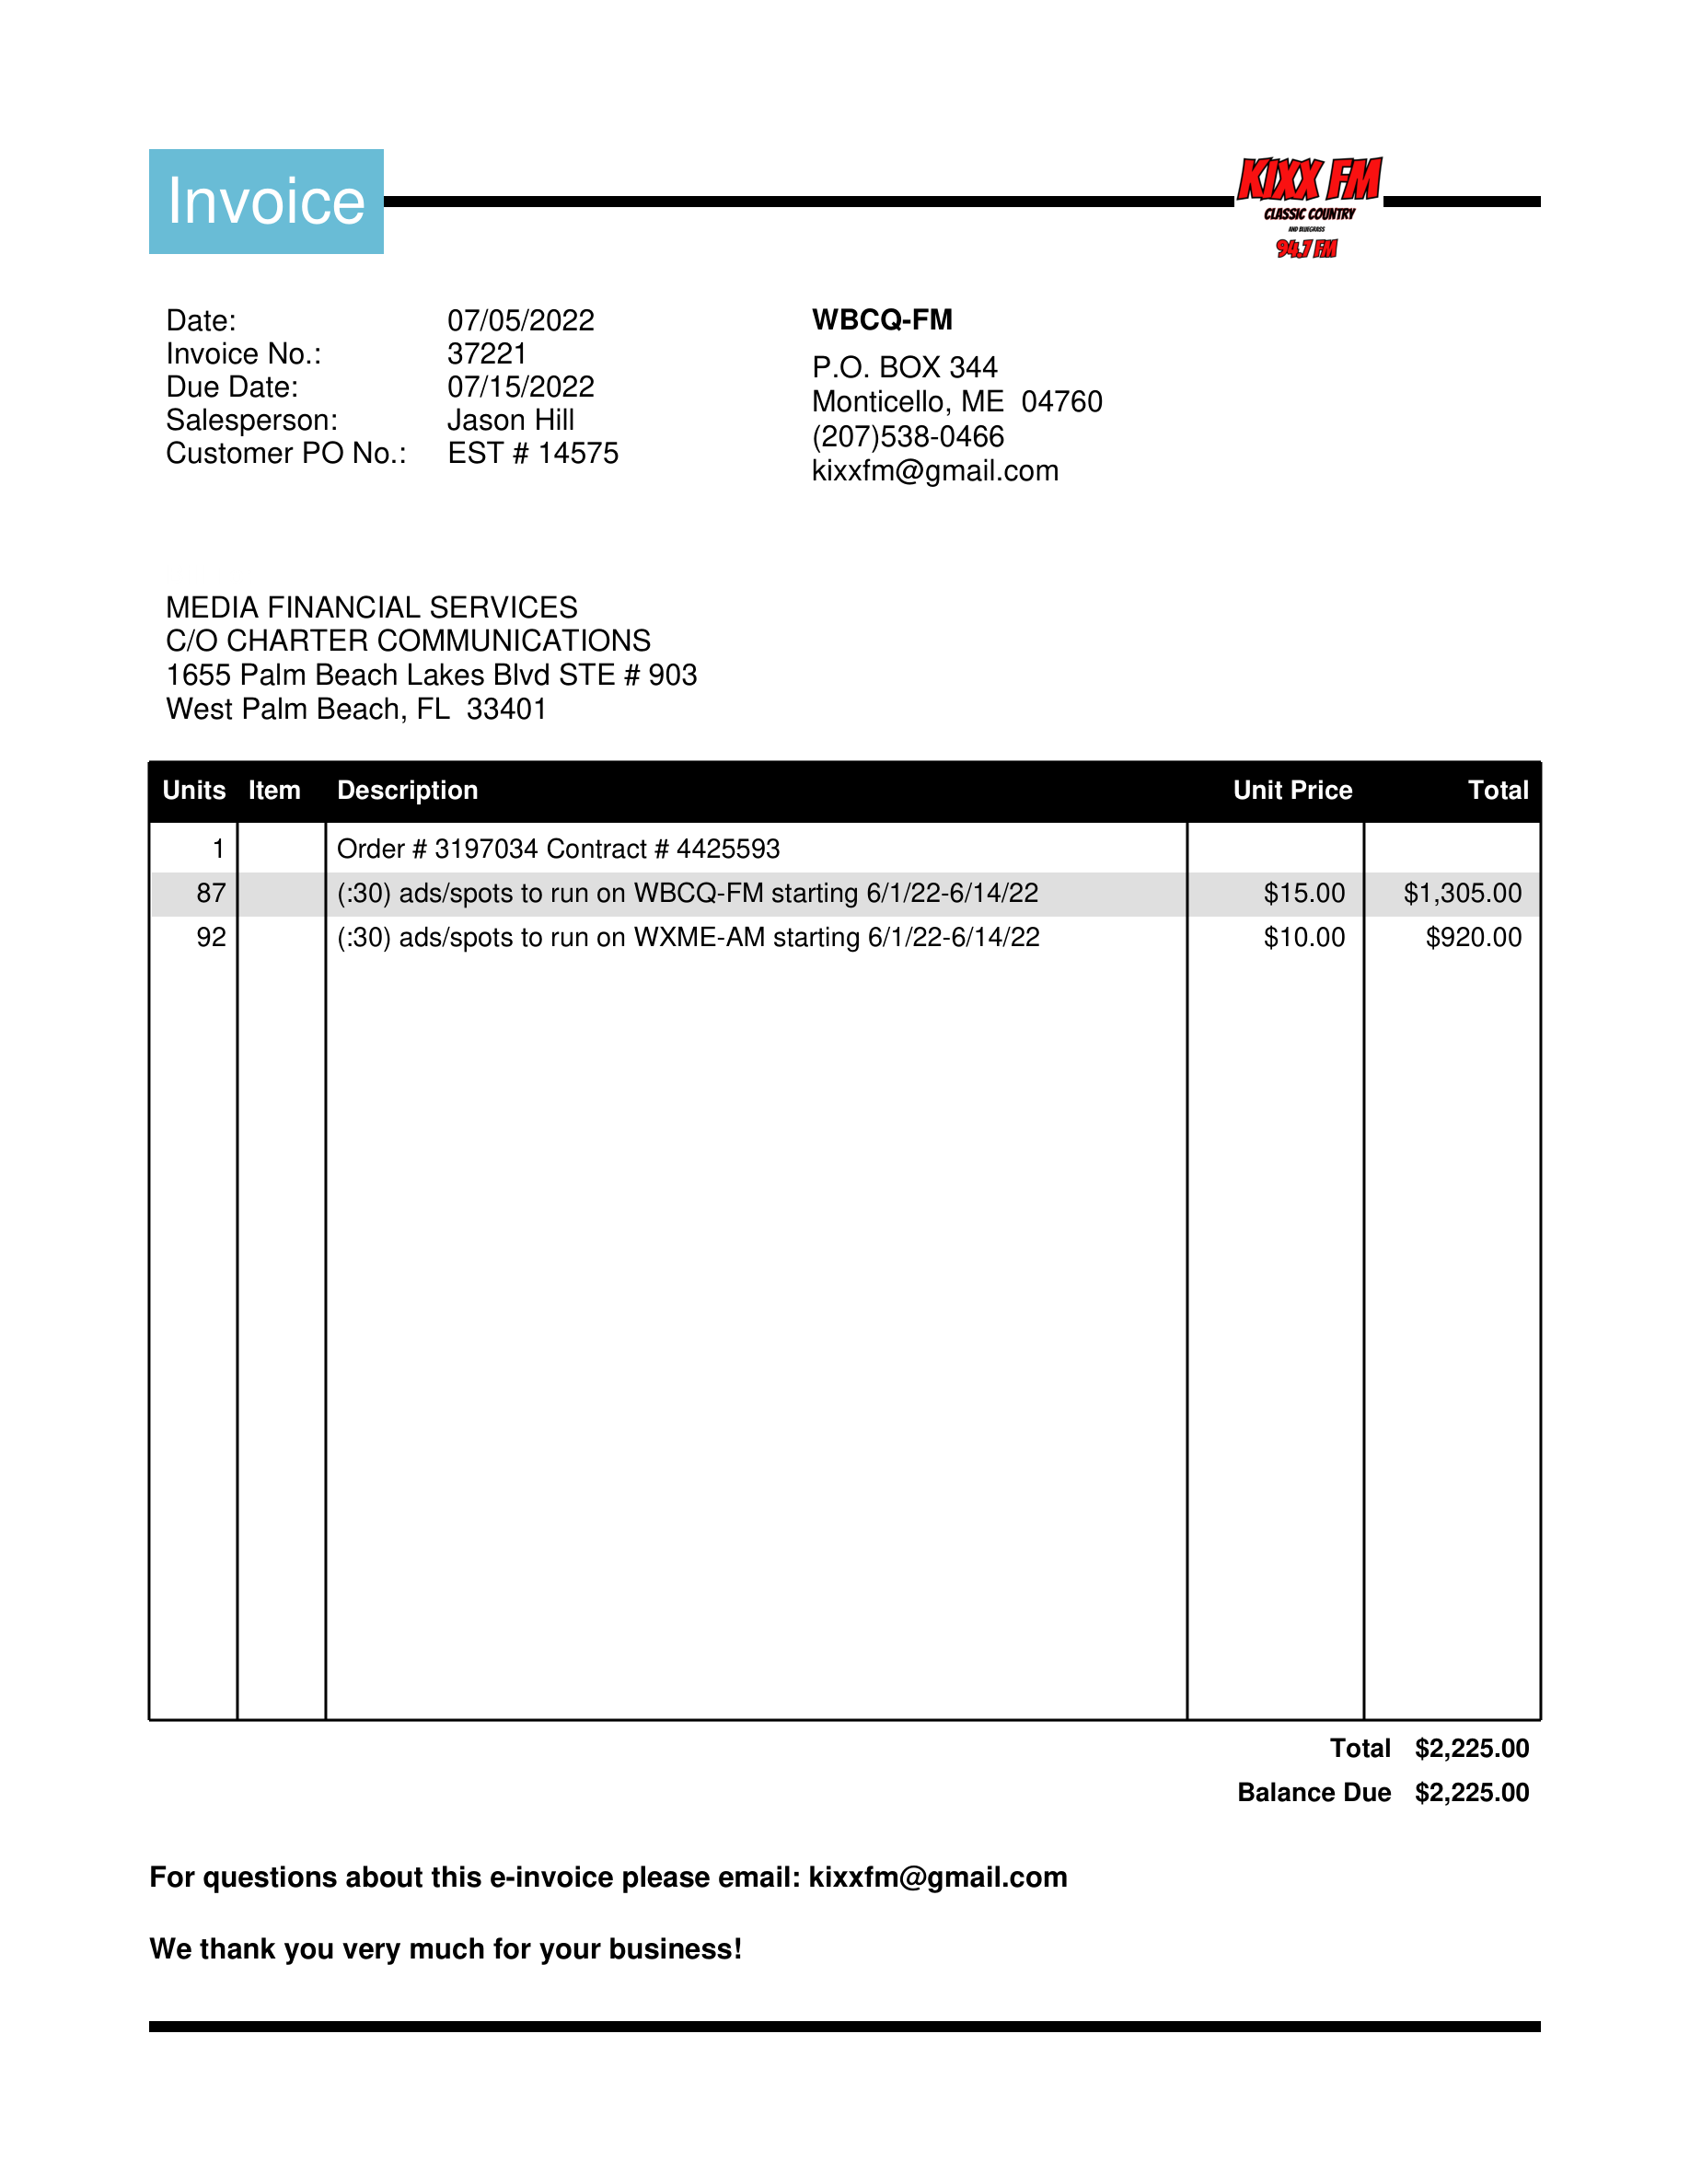 Invoice
KIXX FM
CLASSIC COUNTRY
AND BLUEGRASS
94.7 FM
Date: 07/05/2022
Invoice No.: 37221
Due Date: 07/15/2022
Salesperson: Jason Hill
Customer PO No.: EST # 14575
WBCQ-FM
P.O. BOX 344
Monticello, ME 04760
(207)538-0466
kixxfm@gmail.com
MEDIA FINANCIAL SERVICES
C/O CHARTER COMMUNICATIONS
1655 Palm Beach Lakes Blvd STE # 903
West Palm Beach, FL 33401
Units Item Description Unit Price Total
1 Order # 3197034 Contract # 4425593
87 (:30) ads/spots to run on WBCQ-FM starting 6/1/22-6/14/22 $15.00 $1,305.00
92 (:30) ads/spots to run on WXME-AM starting 6/1/22-6/14/22 $10.00 $920.00
Total $2,225.00
Balance Due $2,225.00
For questions about this e-invoice please email: kixxfm@gmail.com
We thank you very much for your business!